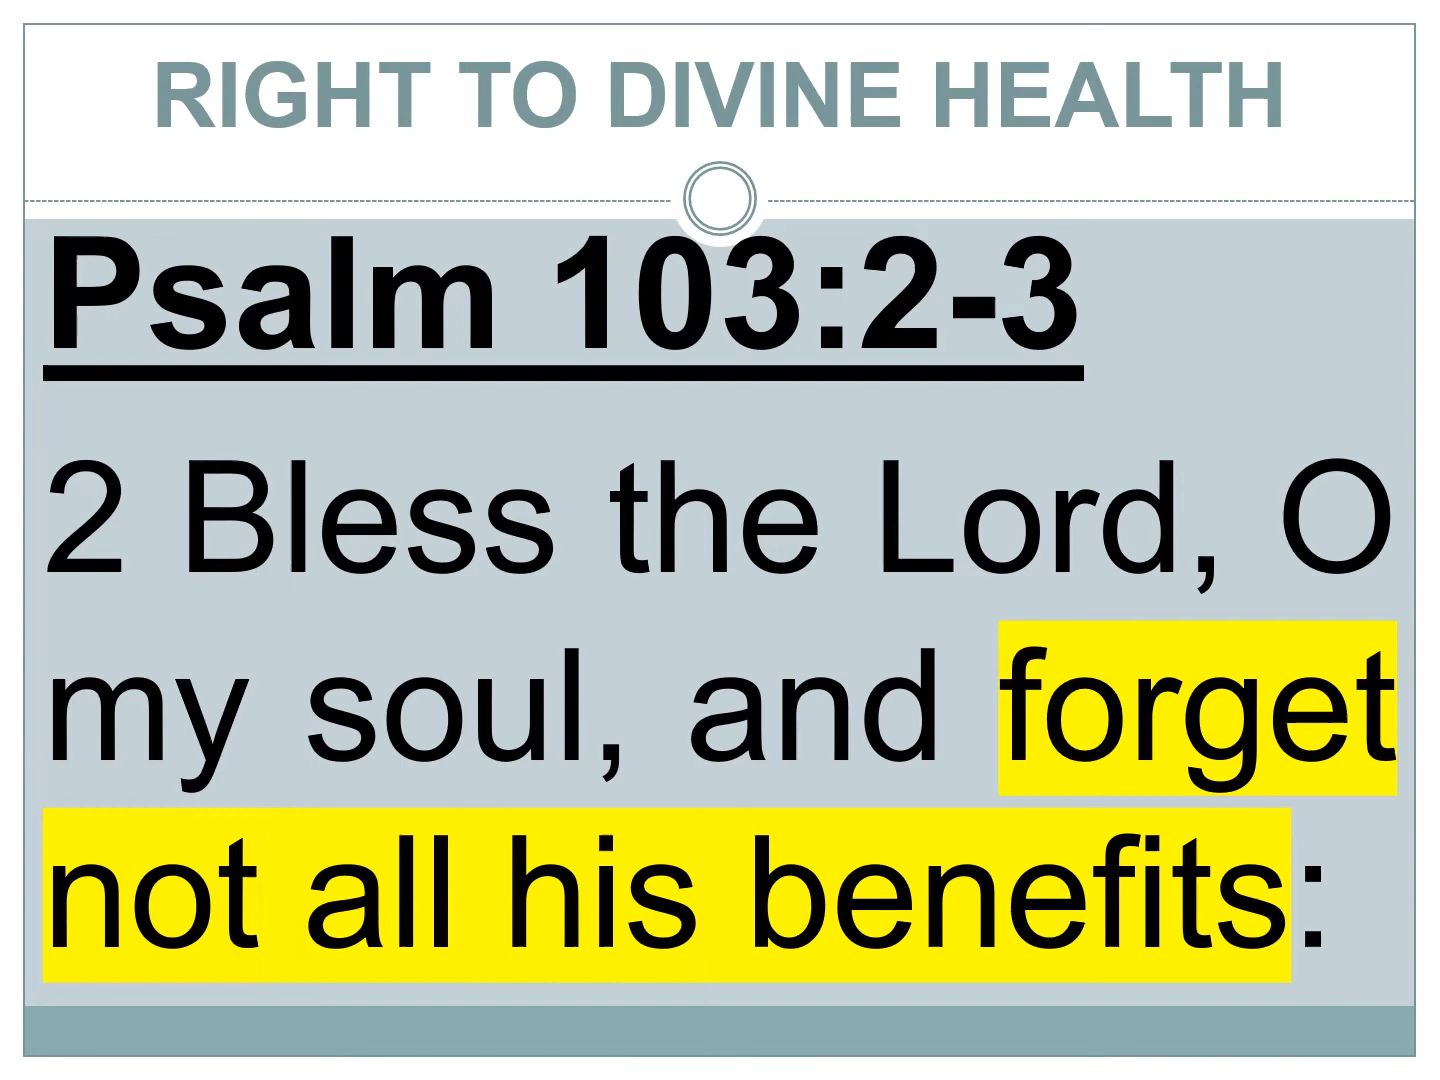 RIGHT TO DIVINE HEALTH
Psalm 103:2-3
2 Bless the Lord, O
my soul, and forget
not all his benefits: